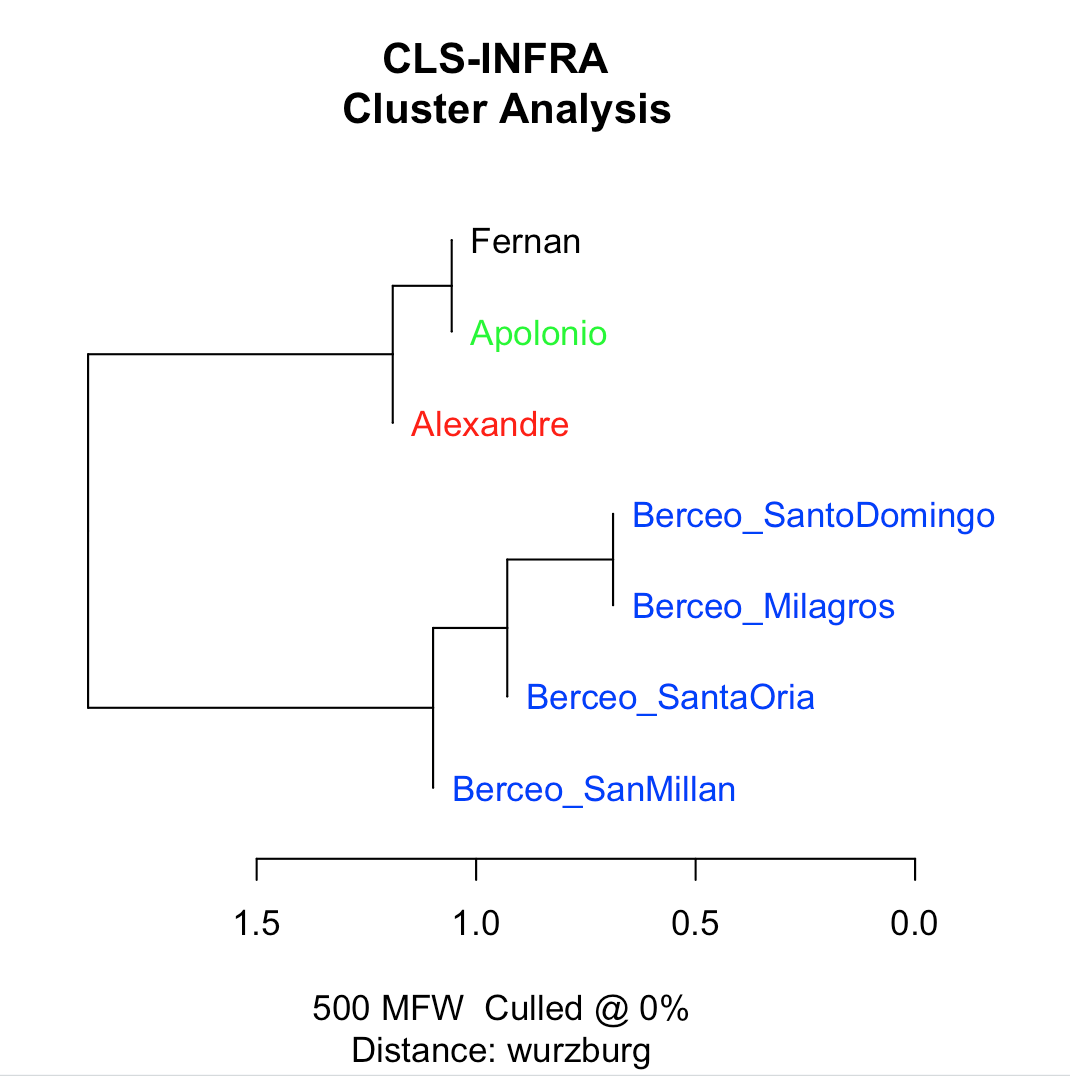 CLS-INFRA
Cluster Analysis
Fernan
Apolonio
Alexandre
Berceo_SantoDomingo
Berceo_Milagros
Berceo_SantaOria
Berceo_SanMillan
1.5 1.0 0.5 0.0
500 MFW Culled @ 0%
Distance: wurzburg